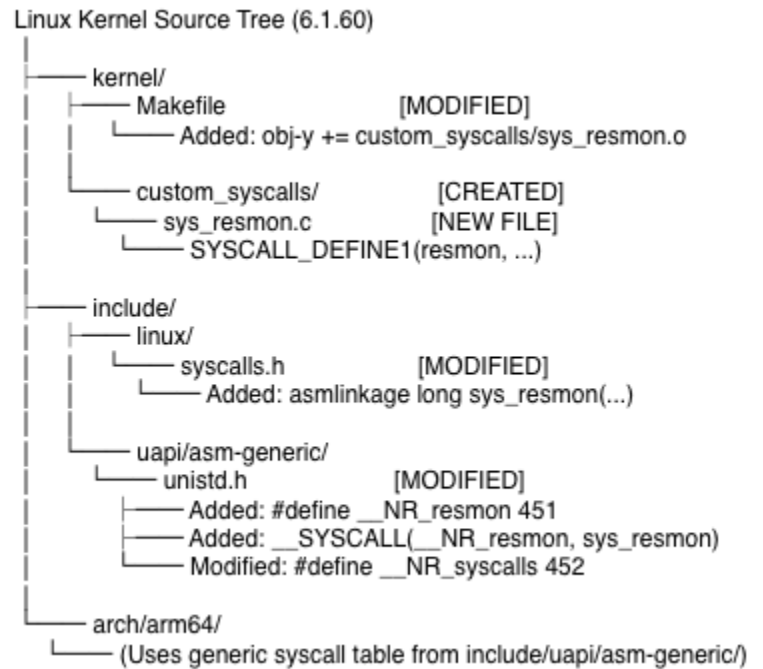 Linux Kernel Source Tree (6.1.60)
kernel/
Makefile [MODIFIED]
Added: obj-y += custom_syscalls/sys_resmon.o
custom_syscalls/ [CREATED]
sys_resmon.c [NEW FILE]
SYSCALL_DEFINE1(resmon, ...)
include/
linux/
syscalls.h [MODIFIED]
Added: asmlinkage long sys_resmon(...)
uapi/asm-generic/
unistd.h [MODIFIED]
Added: #define __NR_resmon 451
Added: __SYSCALL(__NR_resmon, sys_resmon)
Modified: #define __NR_syscalls 452
arch/arm64/
(Uses generic syscall table from include/uapi/asm-generic/)